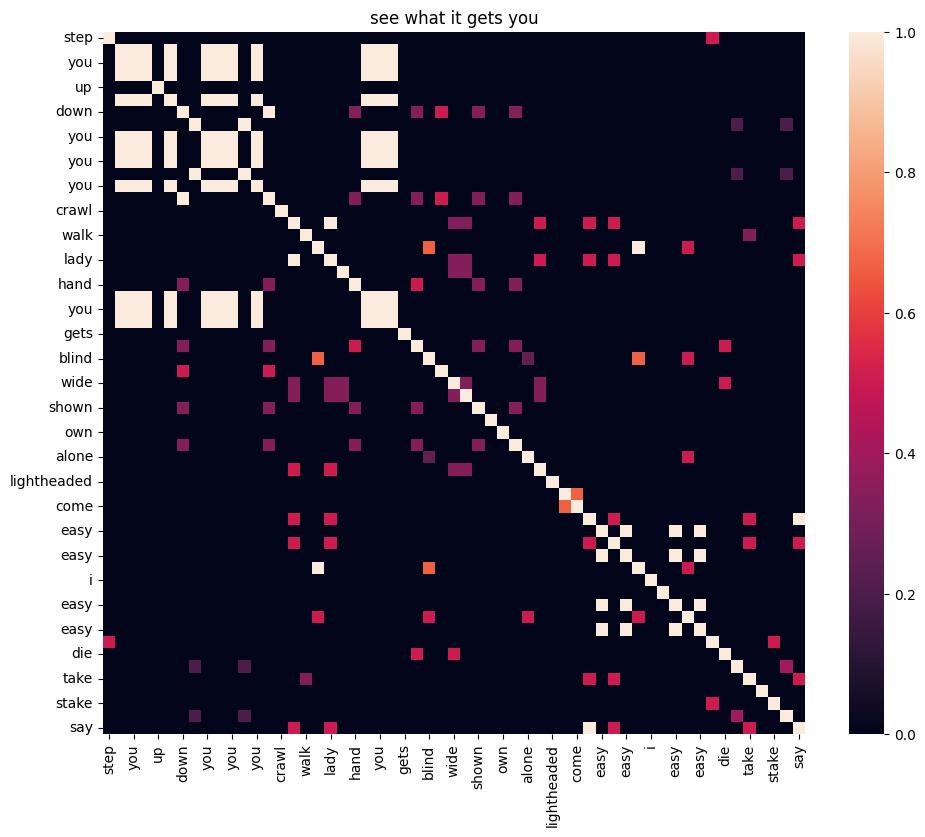 see what it gets you
step
you
up
down
you
you
you
crawl
walk
lady
hand
you
gets
blind
wide
shown
own
alone
lightheaded
come
easy
easy
i
easy
easy
die
take
stake
say
step
you
up
down
you
you
you
crawl
walk
lady
hand
you
gets
blind
wide
shown
own
alone
lightheaded
come
easy
easy
i
easy
easy
die
take
stake
say
1.0
0.8
0.6
0.4
0.2
0.0